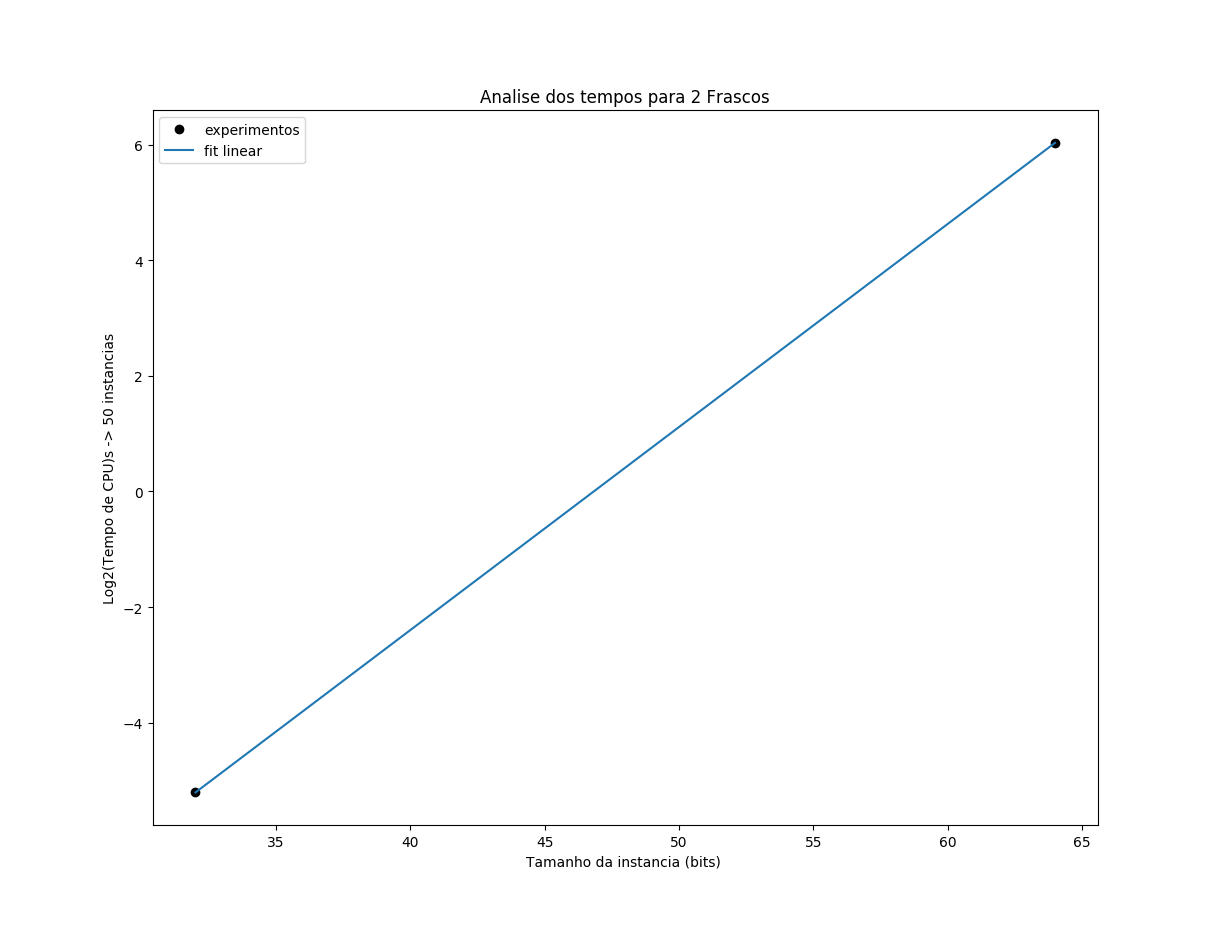 Analise dos tempos para 2 Frascos
experimentos
fit linear
6
4
2
0
−2
−4
Log2(Tempo de CPU)s -> 50 instancias
35
40
45
50
55
60
65
Tamanho da instancia (bits)